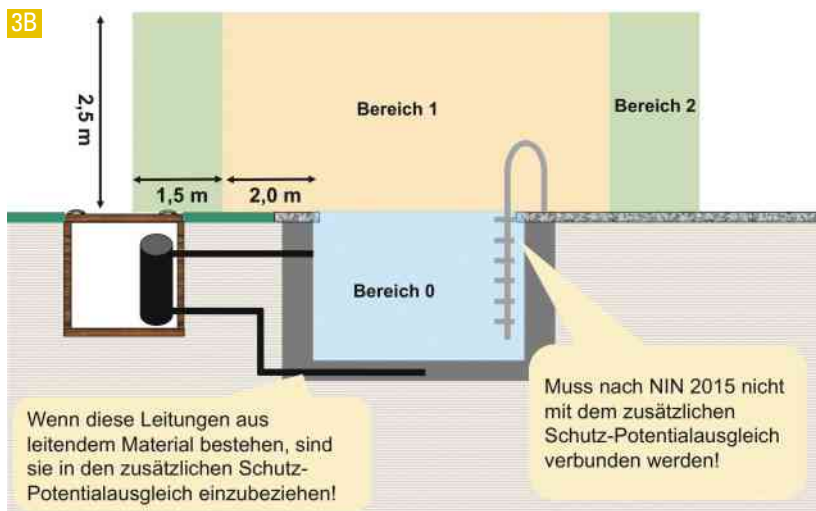 3B
2,5 m
Bereich 1
Bereich 2
1,5 m
2,0 m
Bereich 0
Wenn diese Leitungen aus
leitendem Material bestehen, sind
sie in den zusätzlichen Schutz-
Potentialausgleich einzubeziehen!
Muss nach NIN 2015 nicht
mit dem zusätzlichen
Schutz-Potentialausgleich
verbunden werden!